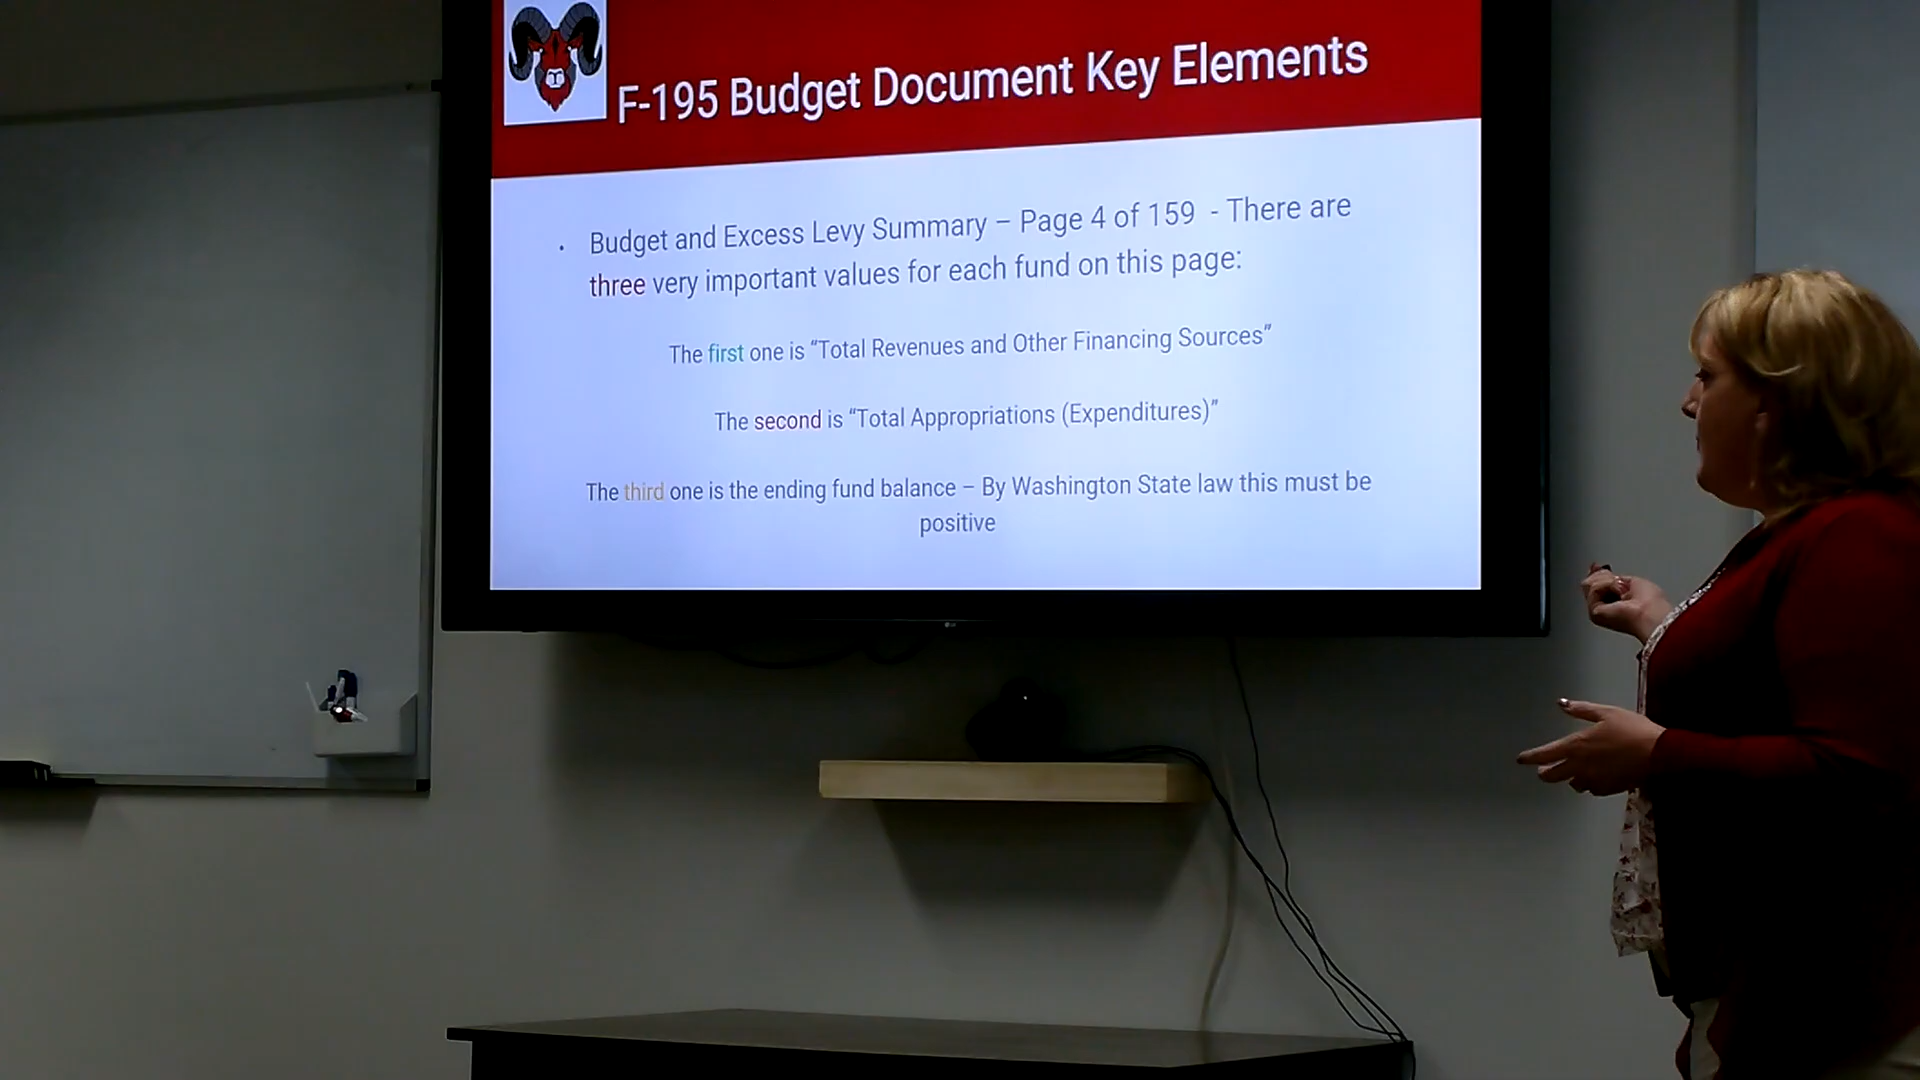 F-195 Budget Document Key Elements
• Budget and Excess Levy Summary – Page 4 of 159 - There are
three very important values for each fund on this page:
The first one is “Total Revenues and Other Financing Sources”
The second is “Total Appropriations (Expenditures)”
The third one is the ending fund balance – By Washington State law this must be
positive
LG